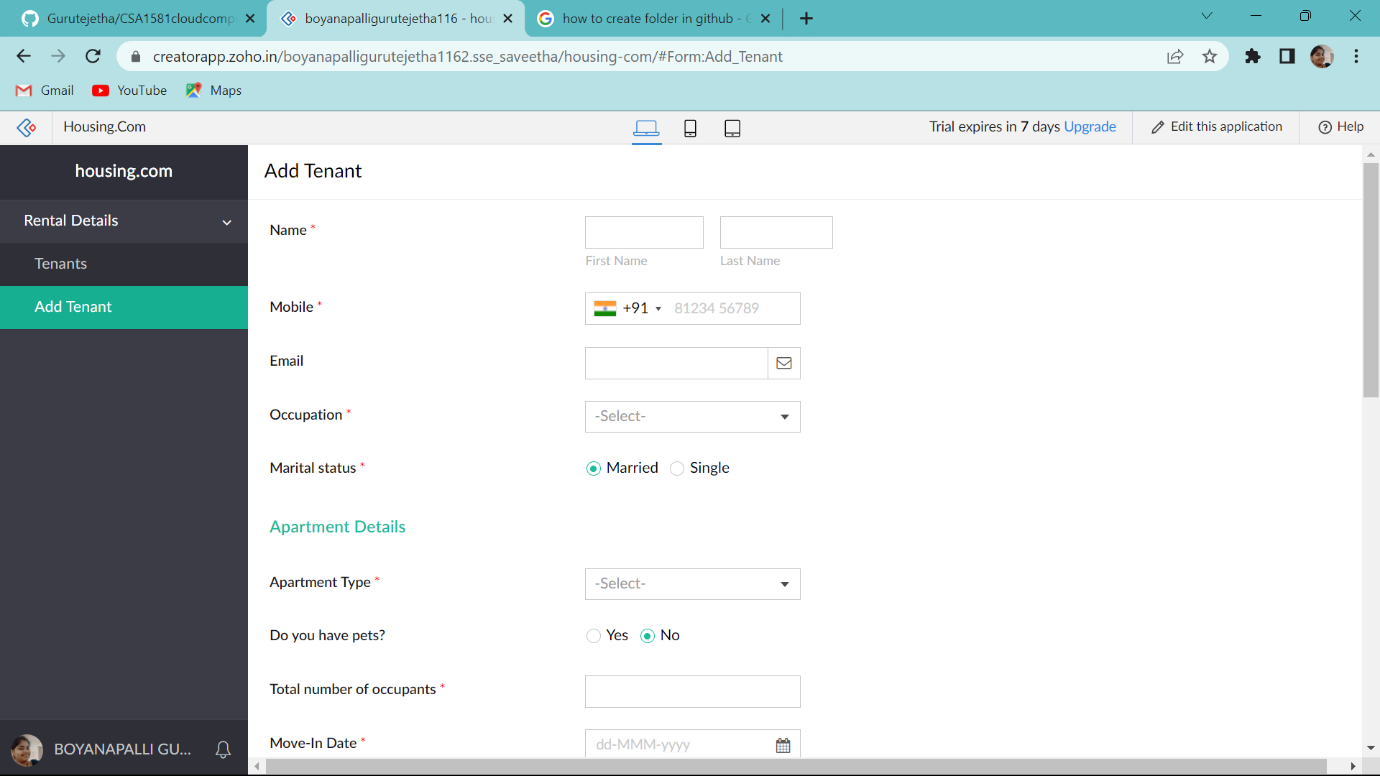 Gurutejetha/CSA1581cloudcomp
boyanapalligurutejetha116 - hou
how to create folder in github - G
creatorapp.zoho.in/boyanapalligurutejetha1162.sse_saveetha/housing-com/#Form:Add_Tenant
Gmail YouTube Maps
Housing.Com
Trial expires in 7 days Upgrade
Edit this application
Help
housing.com
Rental Details
Tenants
Add Tenant
Add Tenant
Name *
First Name Last Name
Mobile * +91 81234 56789
Email
Occupation * -Select-
Marital status * Married Single
Apartment Details
Apartment Type * -Select-
Do you have pets? Yes No
Total number of occupants *
Move-In Date * dd-MMM-yyyy
BOYANAPALLI GU...